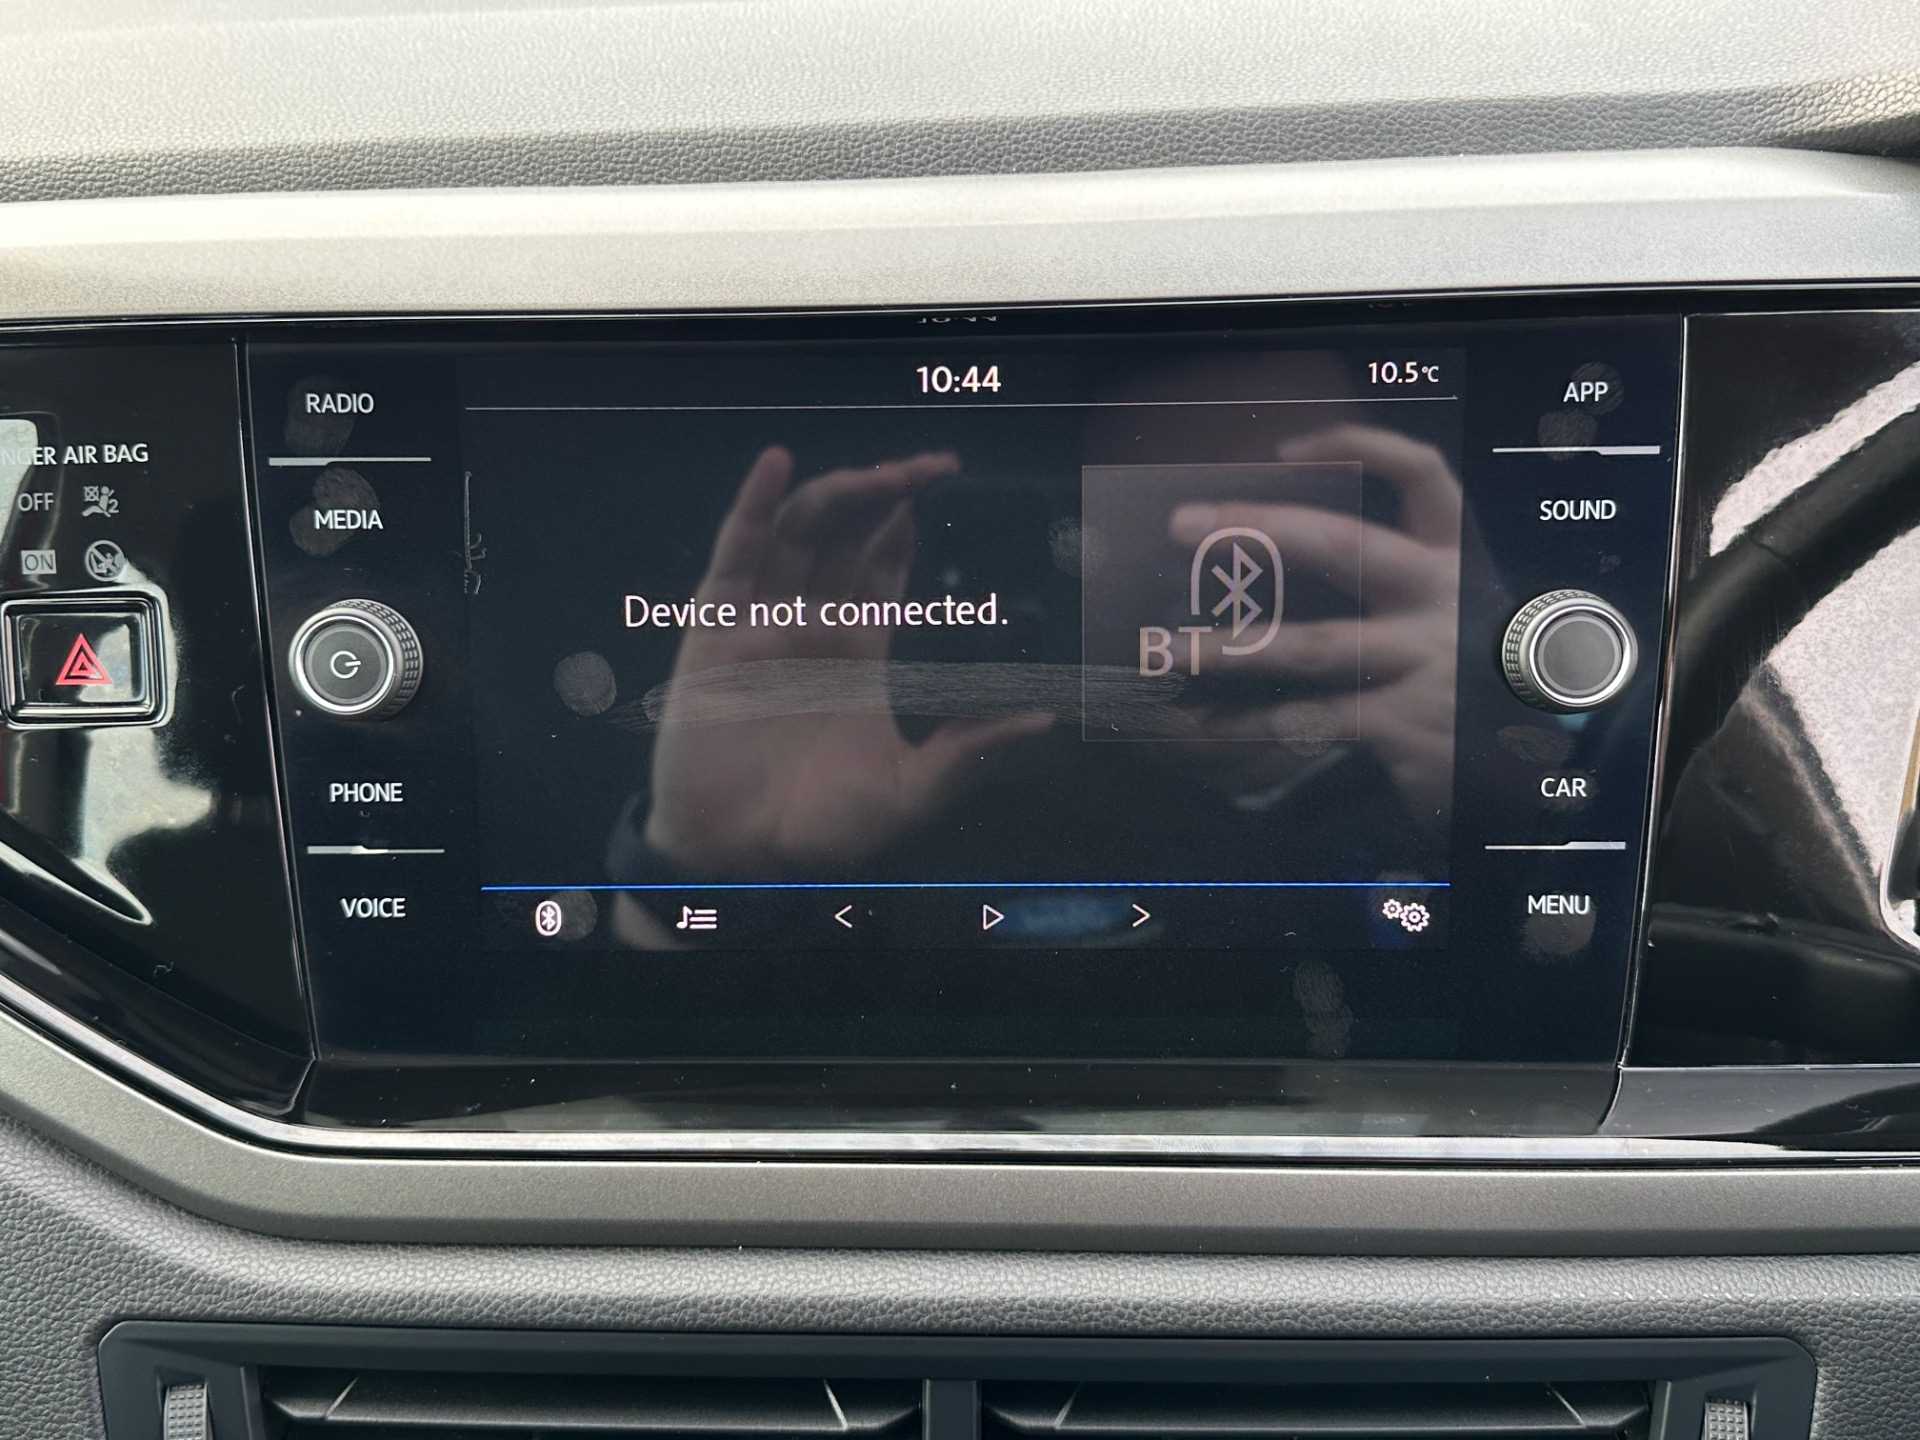 10:44
10.5°C
RADIO
MEDIA
PHONE
VOICE
AIR BAG
OFF
2
ON
Device not connected.
BT
APP
SOUND
CAR
MENU